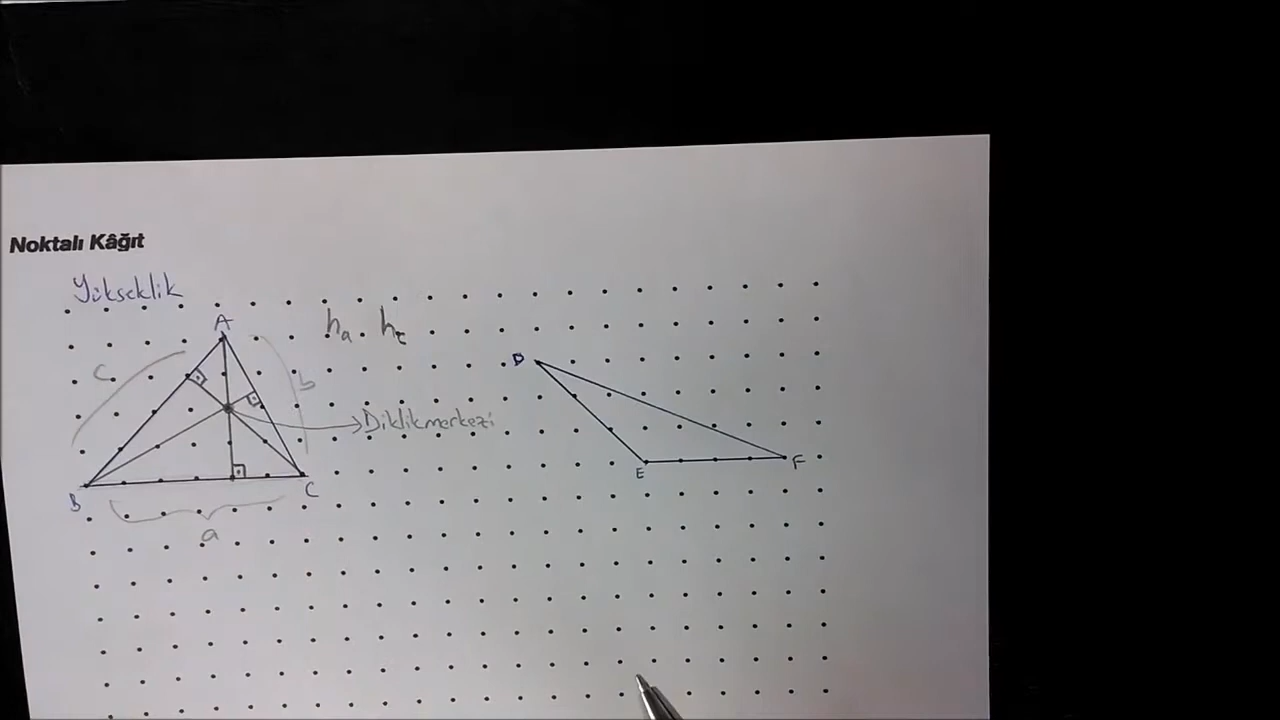 Noktalı Kâğıt
Yükseklik
A
ha hc
c
b
D
Diklikmerkezi
E
F
B
C
a